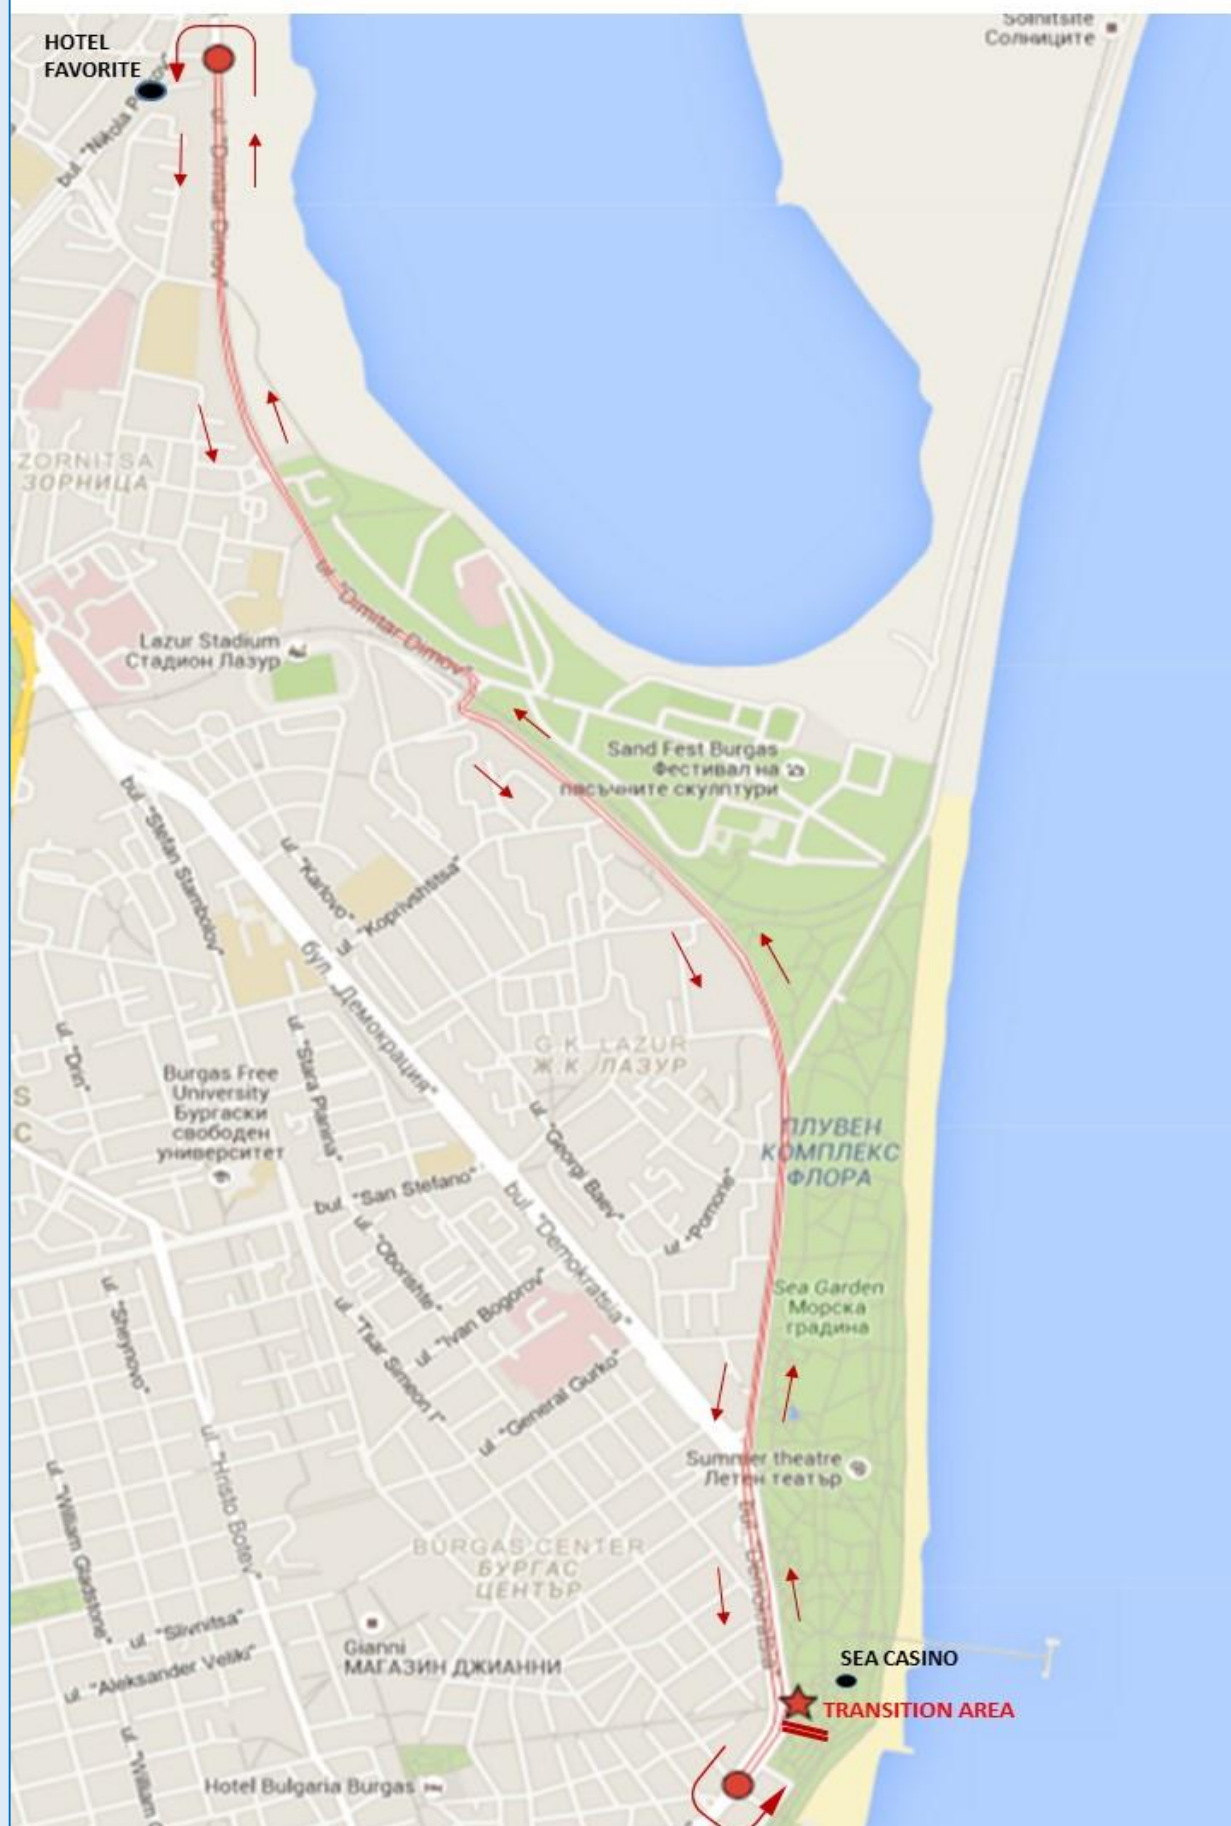 Solnitsite
Солниците
HOTEL
FAVORITE
bul. "Nikola P
ov"
ul. "Dimitar Dimov"
ZORNITSA
ЗОРНИЦА
ul. "Dimitar Dimov"
Lazur Stadium
Стадион Лазур
Sand Fest Burgas
Фестивал на
пясъчните скулптури
bul. "Stefan Stambolov"
ul. "Karlovo"
ul. "Koprivshtitsa"
бул. „Демокрация"
G.K. LAZUR
Ж.К. ЛАЗУР
ul. "Drin"
ul. "Stara Planina"
Burgas Free
University
Бургаски
свободен
университет
S
C
ul. "Georgi Baev"
ul. "Pomorie"
ПЛУВЕН
КОМПЛЕКС
ФЛОРА
bul. "San Stefano"
bul. "Demokratsia"
ul. "Oborishte"
ul. "Ivan Bogorov"
ul. "Tsar Simeon I"
ul. "General Gurko"
ul. "Sheynovo"
Sea Garden
Морска
градина
ul. "Hristo Botev"
ul. "William Gladstone"
Summer theatre
Летен театър
bul. "Demokratsia"
BURGAS CENTER
БУРГАС
ЦЕНТЪР
ul. "Slivnitsa"
ul. "Aleksander Veliki"
Gianni
МАГАЗИН ДЖИАННИ
SEA CASINO
TRANSITION AREA
ul. "William G
Hotel Bulgaria Burgas